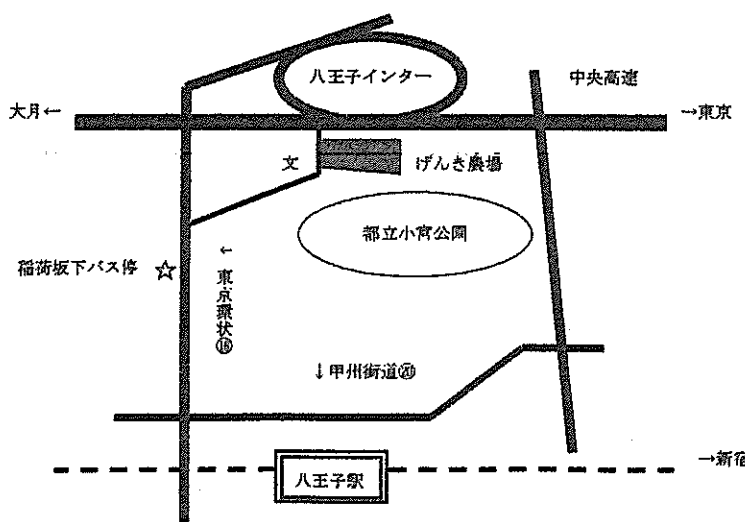 八王子インター
中央高速
大月←
→東京
文
げんき農場
都立小宮公園
稲荷坂下バス停 ☆
← 東京環状⑯
↓甲州街道⑳
→新宿
八王子駅